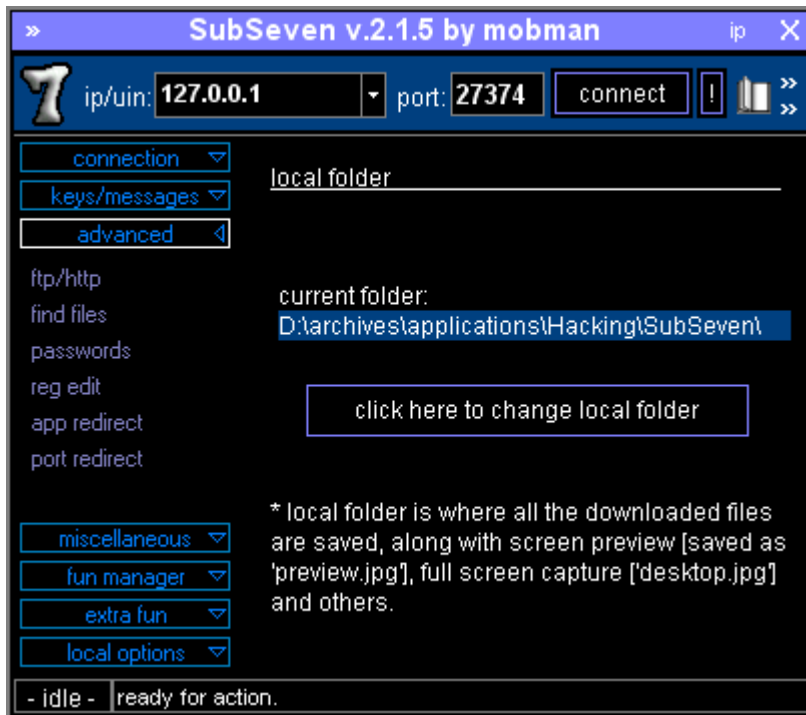 » SubSeven v.2.1.5 by mobman ip X
7 ip/uin: 127.0.0.1 port: 27374 connect ! »
»
connection
keys/messages
advanced
ftp/http
find files
passwords
reg edit
app redirect
port redirect
miscellaneous
fun manager
extra fun
local options
local folder
current folder:
D:\archives\applications\Hacking\SubSeven\
click here to change local folder
* local folder is where all the downloaded files
are saved, along with screen preview [saved as
'preview.jpg'], full screen capture ['desktop.jpg']
and others.
- idle - ready for action.